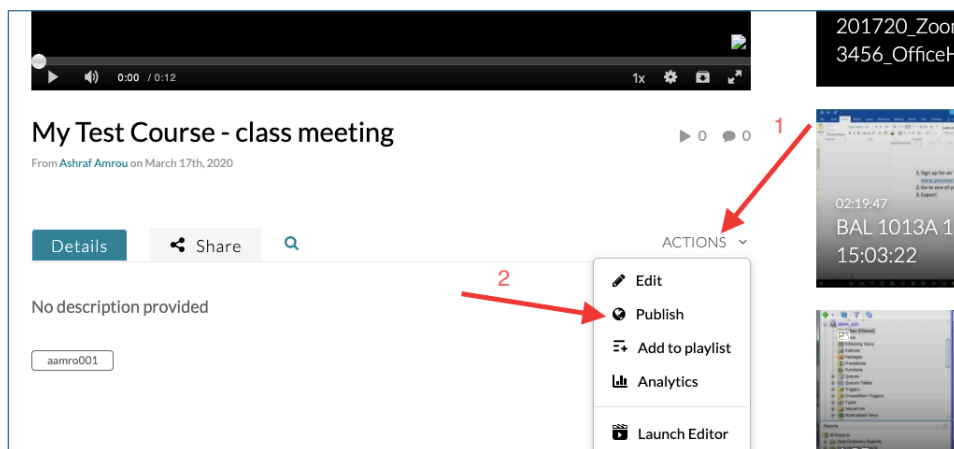 201720_Zoo
3456_Office
0:00 / 0:12
1x
My Test Course - class meeting
0
0
1
From Ashraf Amrou on March 17th, 2020
02:19:47
BAL 1013A 1
15:03:22
Details
Share
ACTIONS
2
Edit
No description provided
Publish
Add to playlist
aamro001
Analytics
Launch Editor